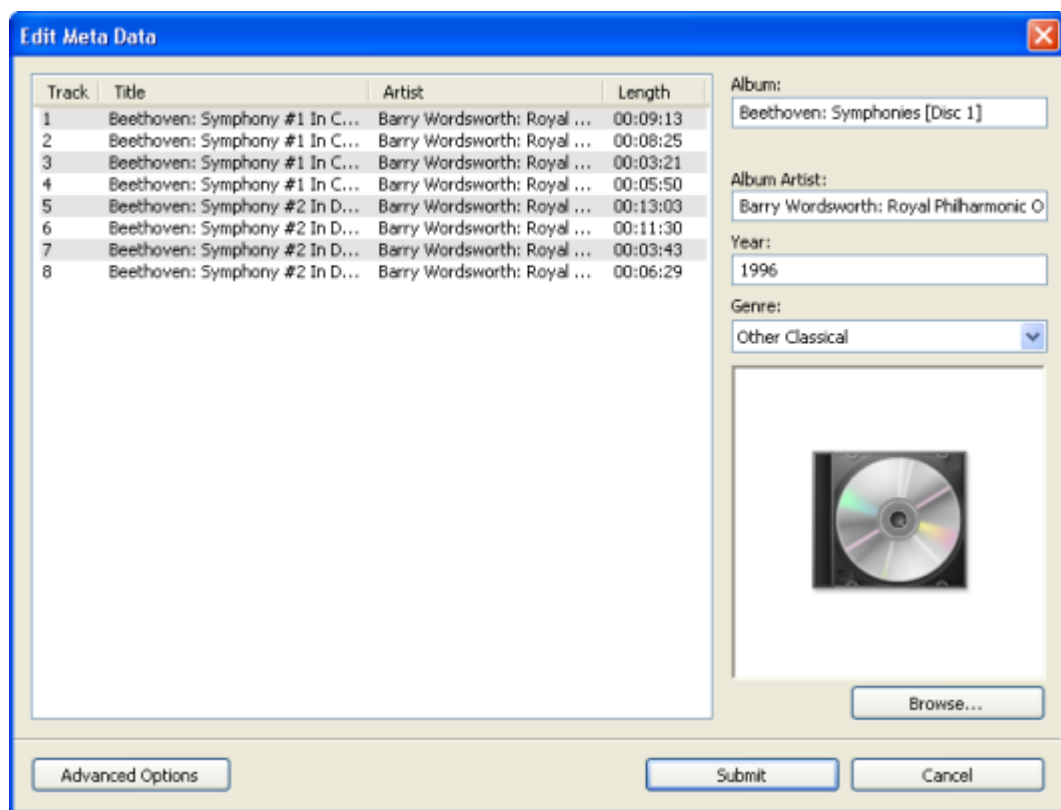 Edit Meta Data
Track Title Artist Length
1 Beethoven: Symphony #1 In C... Barry Wordsworth: Royal ... 00:09:13
2 Beethoven: Symphony #1 In C... Barry Wordsworth: Royal ... 00:08:25
3 Beethoven: Symphony #1 In C... Barry Wordsworth: Royal ... 00:03:21
4 Beethoven: Symphony #1 In C... Barry Wordsworth: Royal ... 00:05:50
5 Beethoven: Symphony #2 In D... Barry Wordsworth: Royal ... 00:13:03
6 Beethoven: Symphony #2 In D... Barry Wordsworth: Royal ... 00:11:30
7 Beethoven: Symphony #2 In D... Barry Wordsworth: Royal ... 00:03:43
8 Beethoven: Symphony #2 In D... Barry Wordsworth: Royal ... 00:06:29
Album:
Beethoven: Symphonies [Disc 1]
Album Artist:
Barry Wordsworth: Royal Philharmonic O
Year:
1996
Genre:
Other Classical
Browse...
Advanced Options
Submit
Cancel